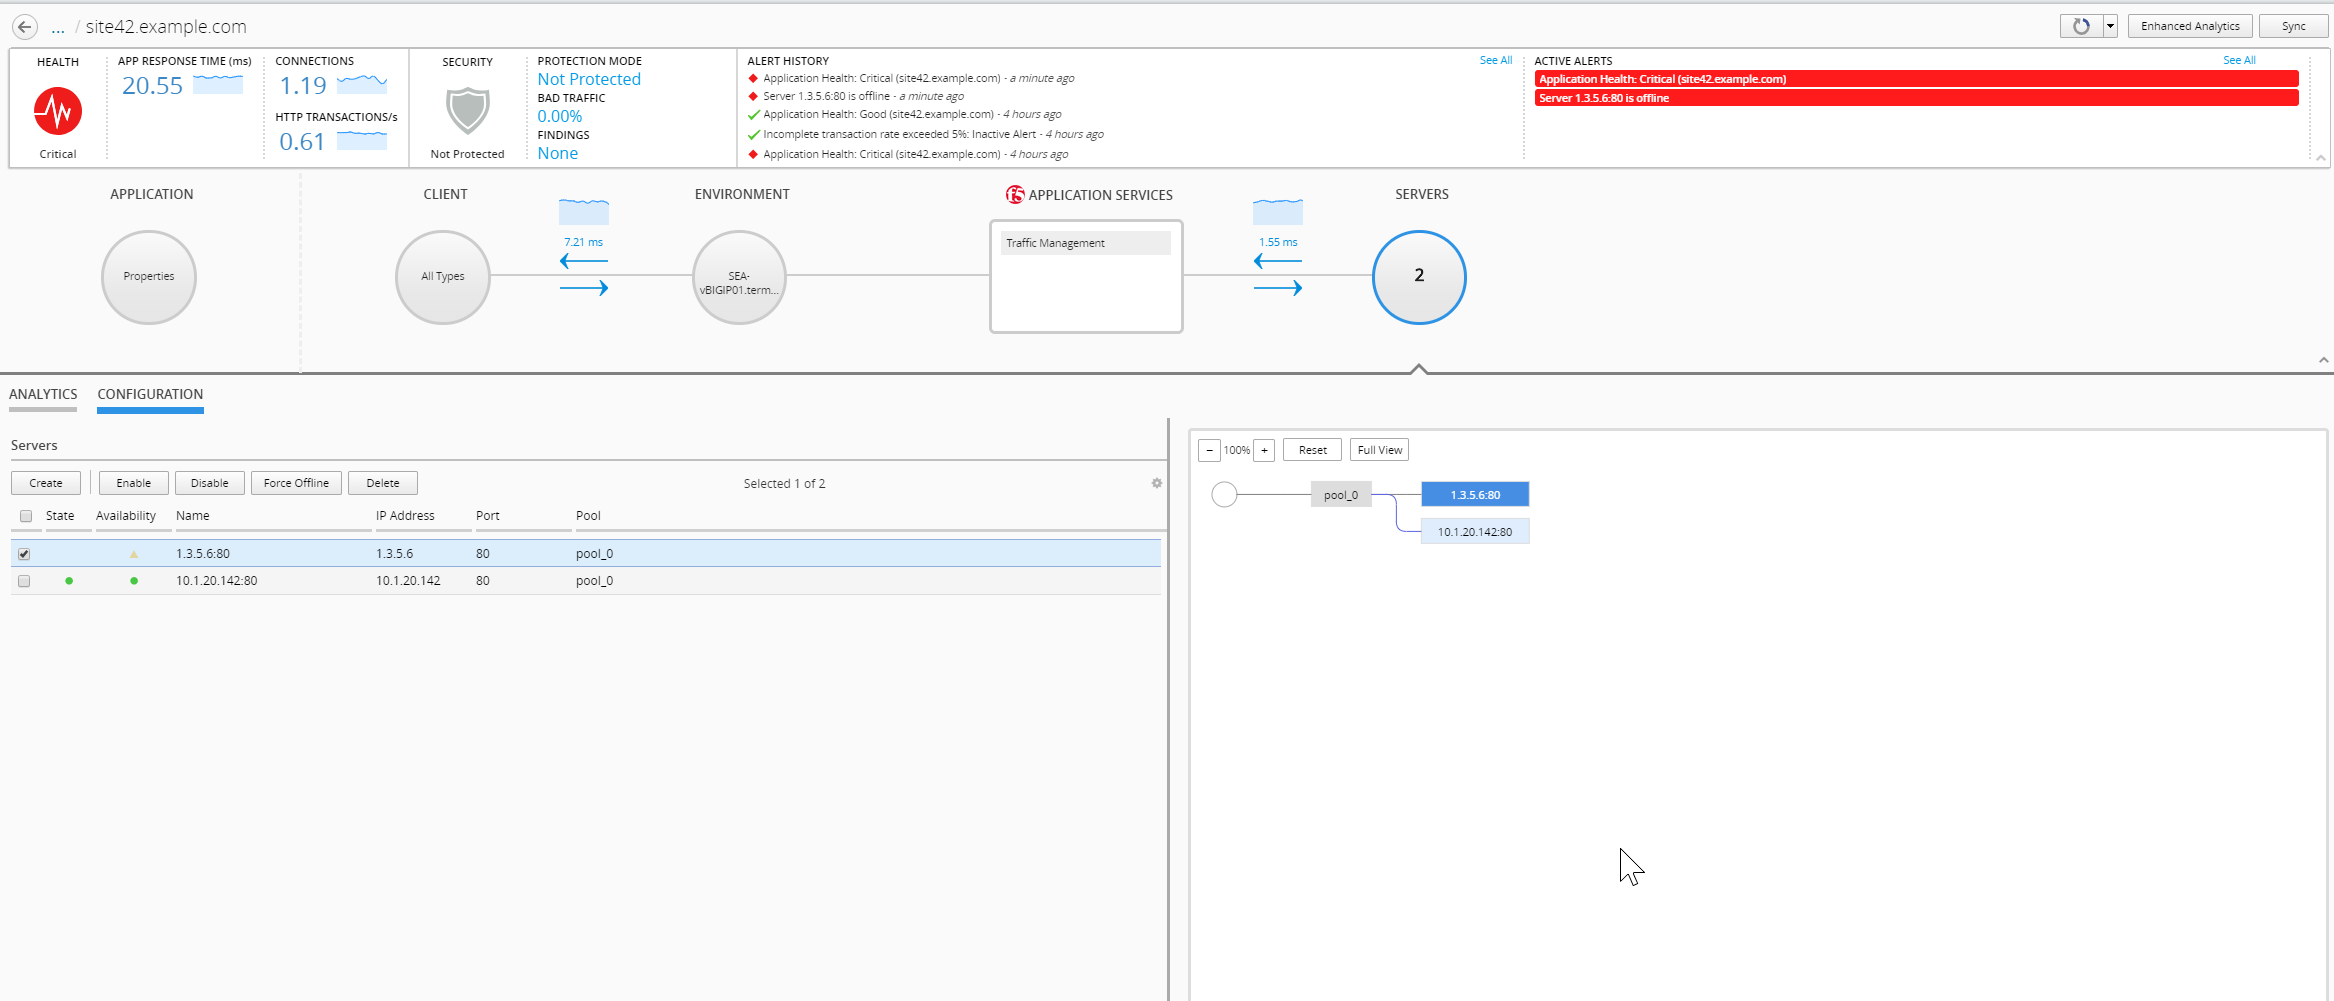 ... / site42.example.com
Enhanced Analytics
Sync
HEALTH
Critical
APP RESPONSE TIME (ms)
20.55
CONNECTIONS
1.19
HTTP TRANSACTIONS/s
0.61
SECURITY
Not Protected
PROTECTION MODE
Not Protected
BAD TRAFFIC
0.00%
FINDINGS
None
ALERT HISTORY
See All
Application Health: Critical (site42.example.com) - a minute ago
Server 1.3.5.6:80 is offline - a minute ago
Application Health: Good (site42.example.com) - 4 hours ago
Incomplete transaction rate exceeded 5%: Inactive Alert - 4 hours ago
Application Health: Critical (site42.example.com) - 4 hours ago
ACTIVE ALERTS
See All
Application Health: Critical (site42.example.com)
Server 1.3.5.6:80 is offline
APPLICATION
Properties
CLIENT
All Types
7.21 ms
ENVIRONMENT
SEA-
vBIGIP01.term...
f5 APPLICATION SERVICES
Traffic Management
1.55 ms
SERVERS
2
ANALYTICS
CONFIGURATION
Servers
Create
Enable
Disable
Force Offline
Delete
Selected 1 of 2
State Availability Name IP Address Port Pool
1.3.5.6:80 1.3.5.6 80 pool_0
10.1.20.142:80 10.1.20.142 80 pool_0
− 100% +
Reset
Full View
pool_0
1.3.5.6:80
10.1.20.142:80